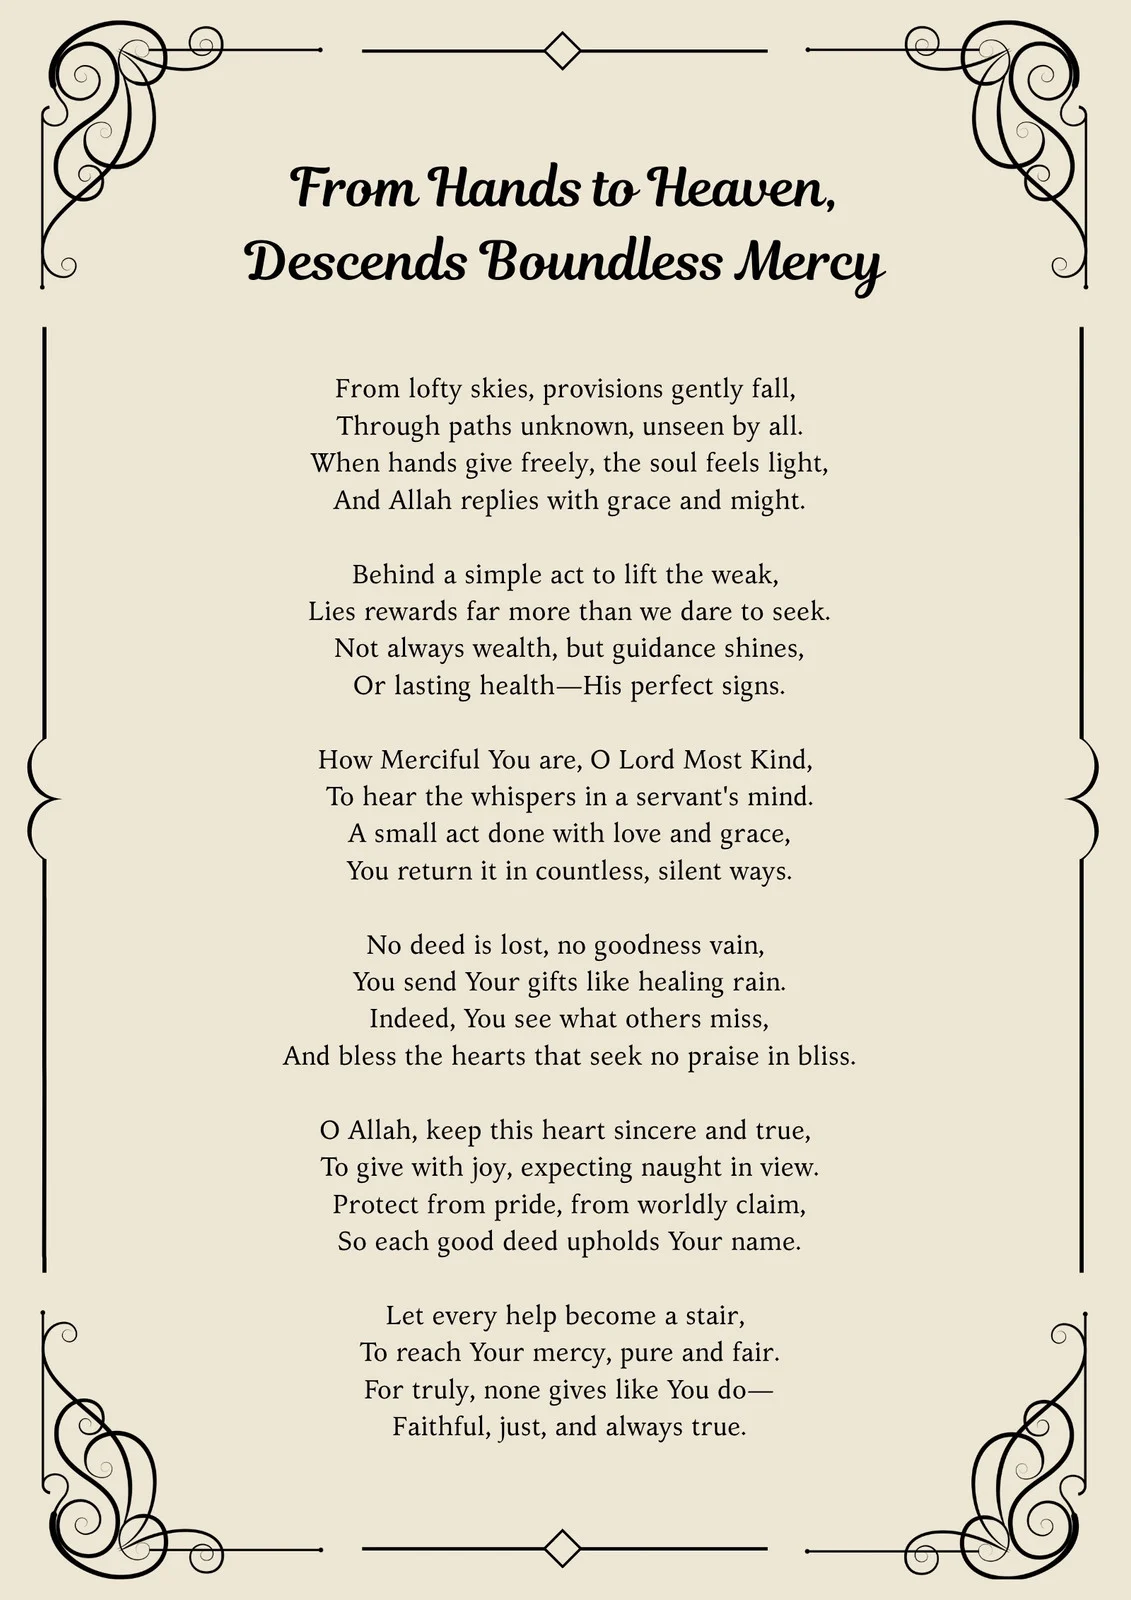 From Hands to Heaven,
Descends Boundless Mercy
From lofty skies, provisions gently fall,
Through paths unknown, unseen by all.
When hands give freely, the soul feels light,
And Allah replies with grace and might.
Behind a simple act to lift the weak,
Lies rewards far more than we dare to seek.
Not always wealth, but guidance shines,
Or lasting health—His perfect signs.
How Merciful You are, O Lord Most Kind,
To hear the whispers in a servant's mind.
A small act done with love and grace,
You return it in countless, silent ways.
No deed is lost, no goodness vain,
You send Your gifts like healing rain.
Indeed, You see what others miss,
And bless the hearts that seek no praise in bliss.
O Allah, keep this heart sincere and true,
To give with joy, expecting naught in view.
Protect from pride, from worldly claim,
So each good deed upholds Your name.
Let every help become a stair,
To reach Your mercy, pure and fair.
For truly, none gives like You do—
Faithful, just, and always true.